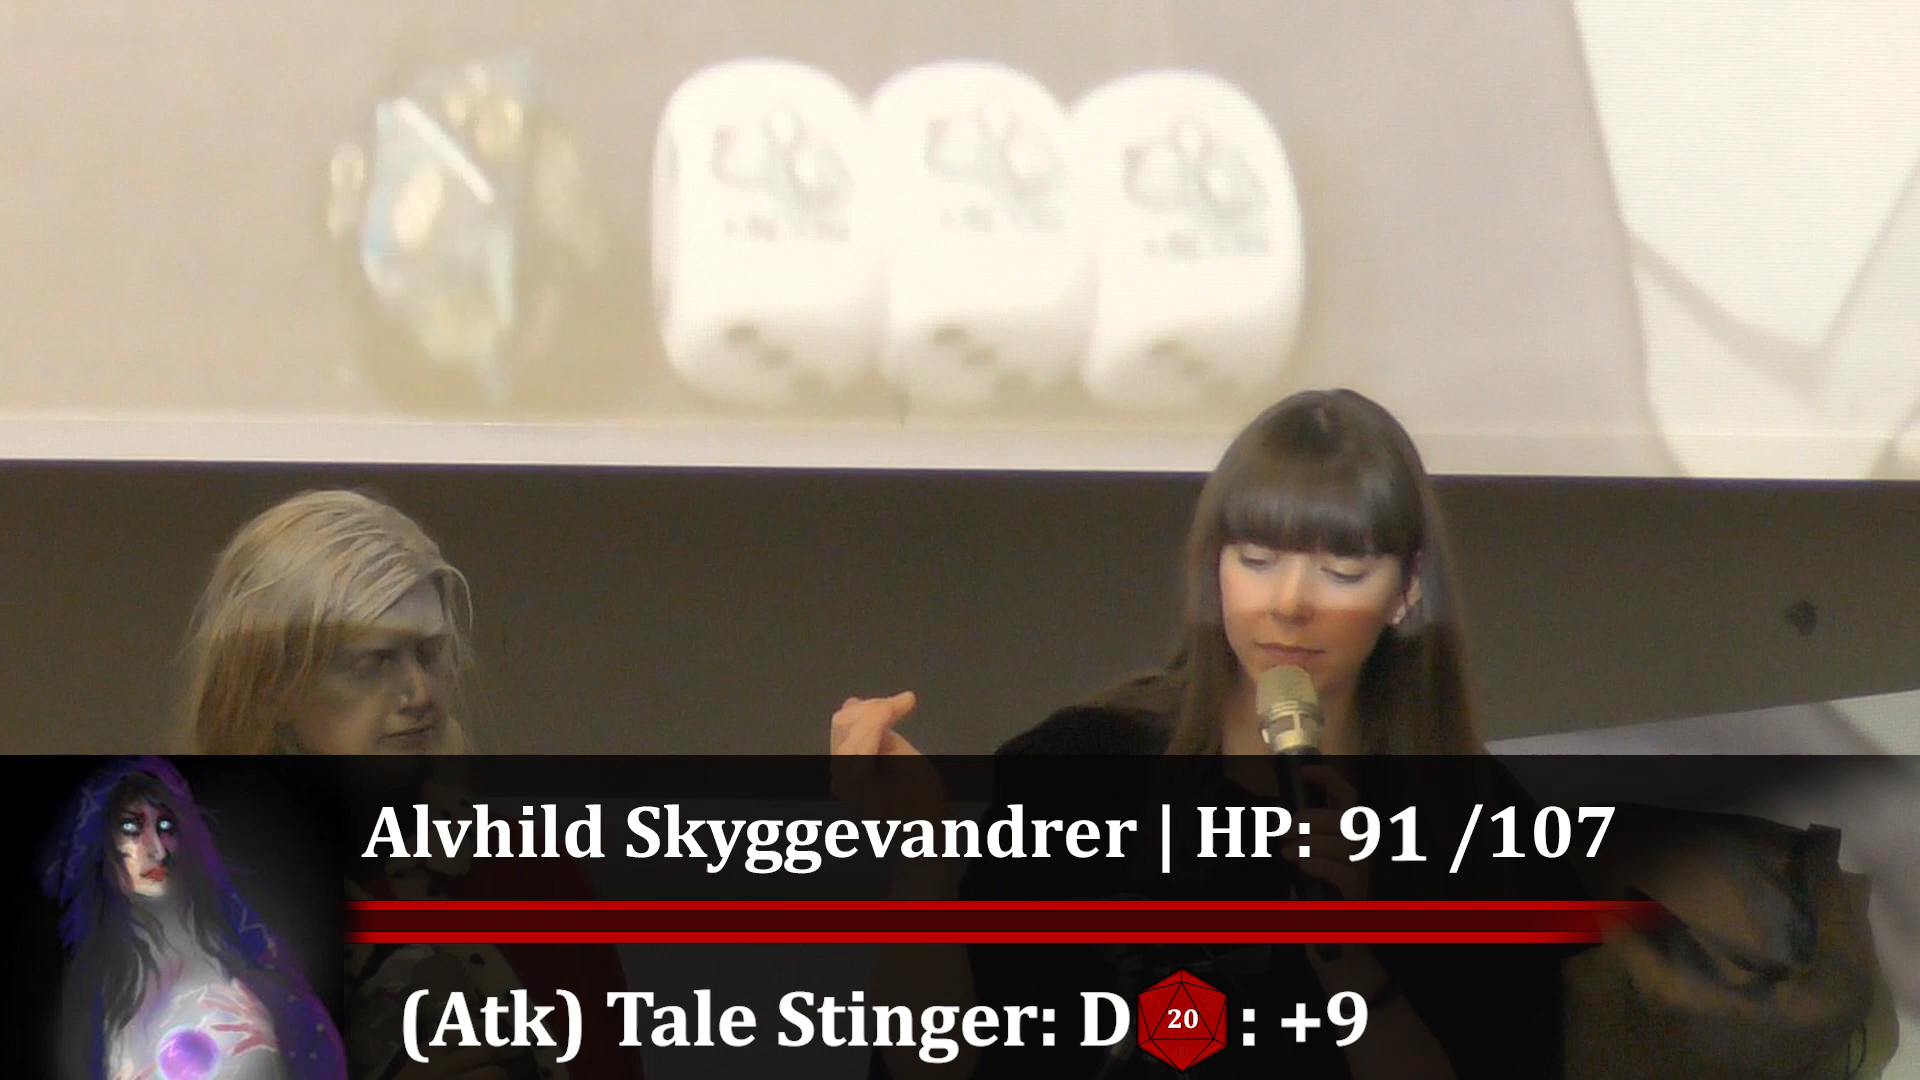 Alvhild Skyggevandrer | HP: 91 /107
(Atk) Tale Stinger: D 20 : +9